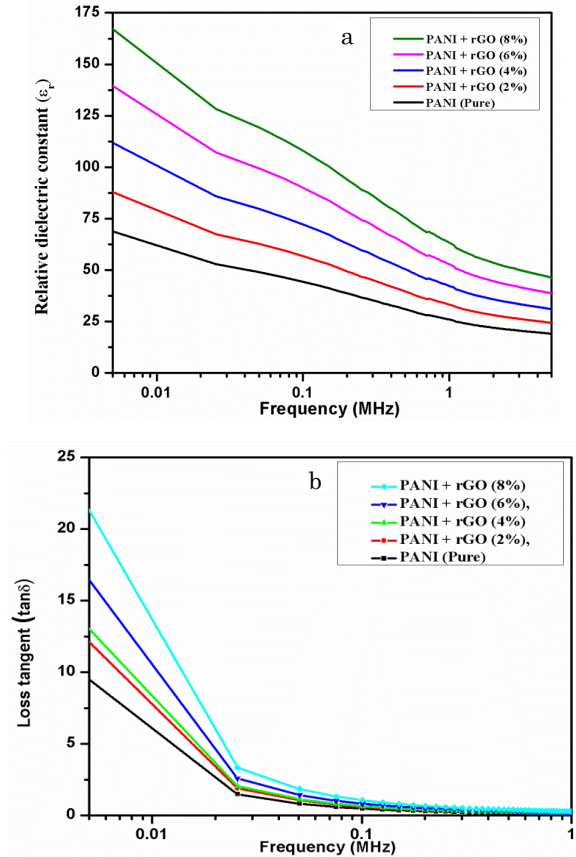 a
PANI + rGO (8%)
PANI + rGO (6%)
PANI + rGO (4%)
PANI + rGO (2%)
PANI (Pure)
Relative dielectric constant (εr)
175
150
125
100
75
50
25
0
0.01
0.1
1
Frequency (MHz)
b
PANI + rGO (8%)
PANI + rGO (6%),
PANI + rGO (4%)
PANI + rGO (2%),
PANI (Pure)
Loss tangent (tanδ)
25
20
15
10
5
0
0.01
0.1
1
Frequency (MHz)